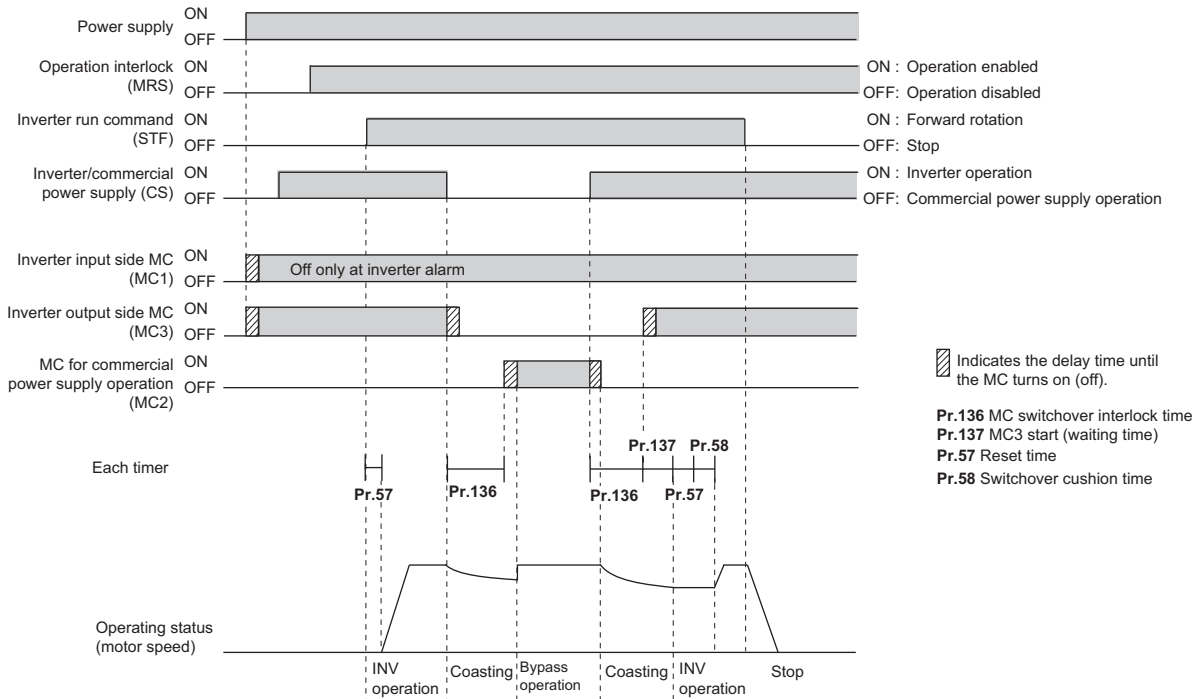 Power supply
ON
OFF
Operation interlock
(MRS)
ON
OFF
ON : Operation enabled
OFF: Operation disabled
Inverter run command
(STF)
ON
OFF
ON : Forward rotation
OFF: Stop
Inverter/commercial
power supply (CS)
ON
OFF
ON : Inverter operation
OFF: Commercial power supply operation
Inverter input side MC
(MC1)
ON
OFF
Off only at inverter alarm
Inverter output side MC
(MC3)
ON
OFF
MC for commercial
power supply operation
(MC2)
ON
OFF
Indicates the delay time until
the MC turns on (off).
Pr.136 MC switchover interlock time
Pr.137 MC3 start (waiting time)
Pr.57 Reset time
Pr.58 Switchover cushion time
Each timer
Pr.57
Pr.136
Pr.137
Pr.58
Pr.136
Pr.57
Operating status
(motor speed)
INV
operation
Coasting
Bypass
operation
Coasting
INV
operation
Stop